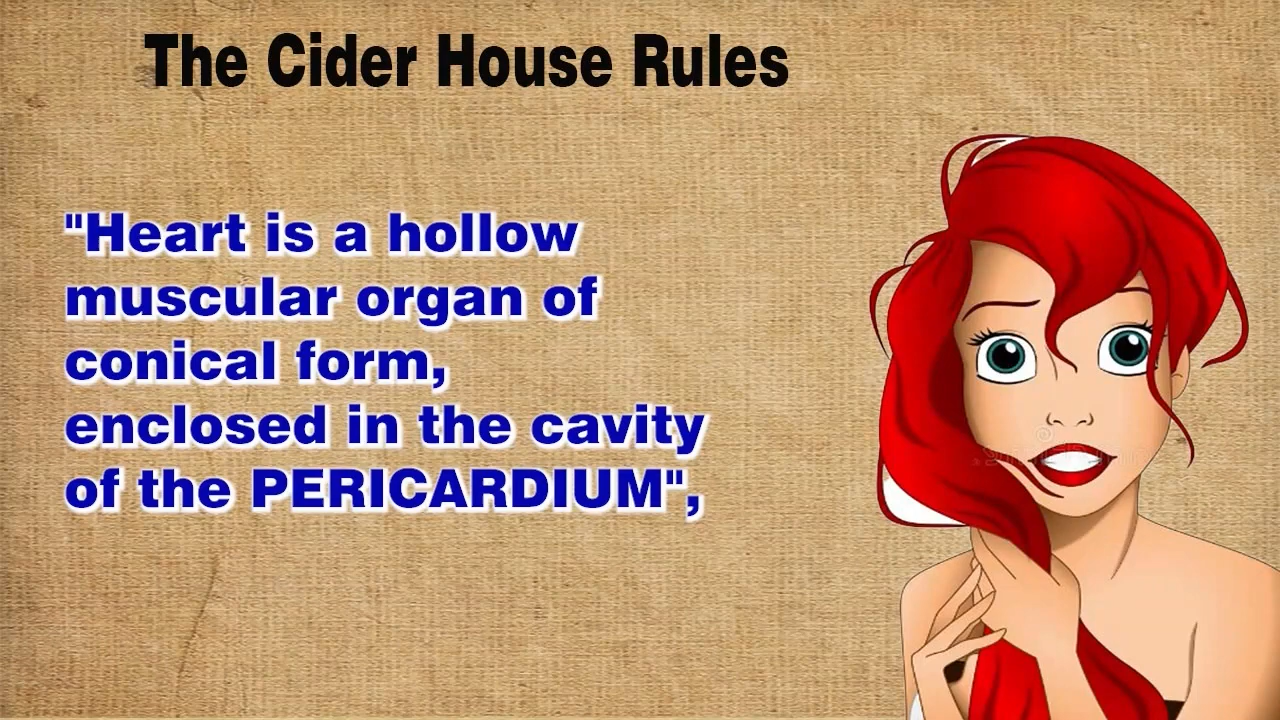 The Cider House Rules
"Heart is a hollow
muscular organ of
conical form,
enclosed in the cavity
of the PERICARDIUM",